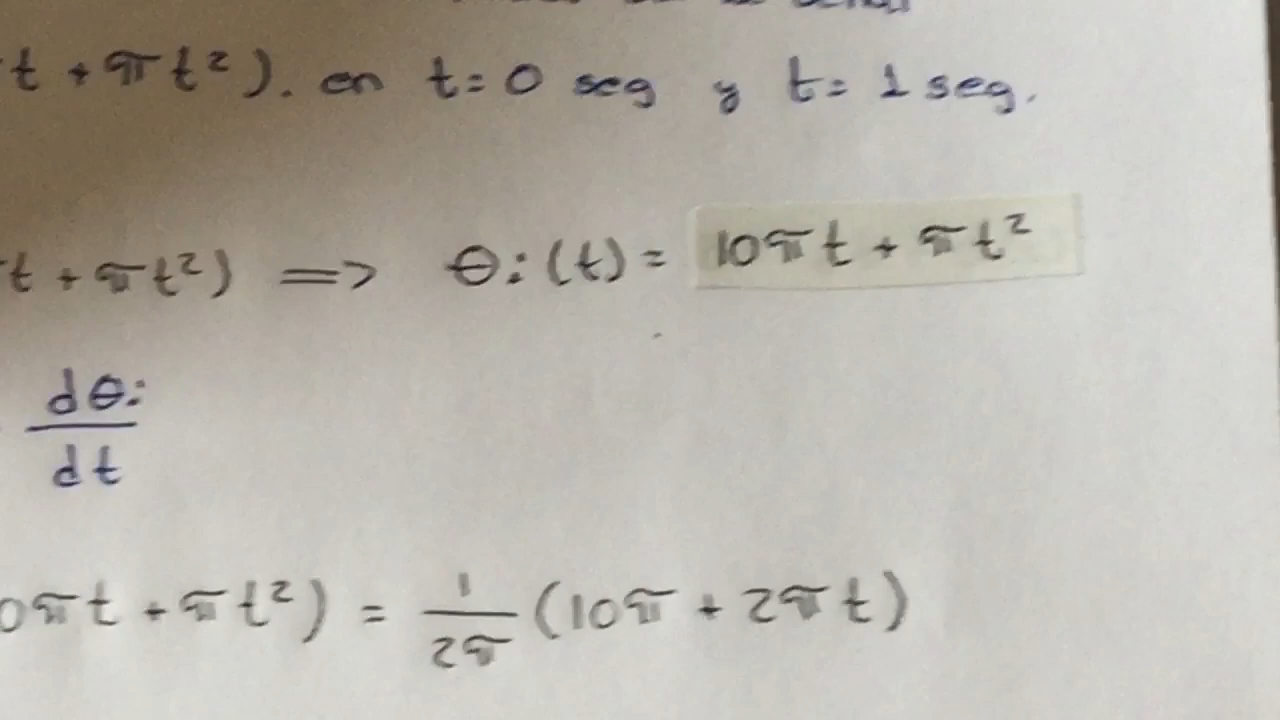 t + πt²). en t= 0 seg y t= 1 seg.
t + πt²) => θi(t) = 10πt + πt²
dθi
dt
0πt + πt²) = 1/2π (10π + 2πt)